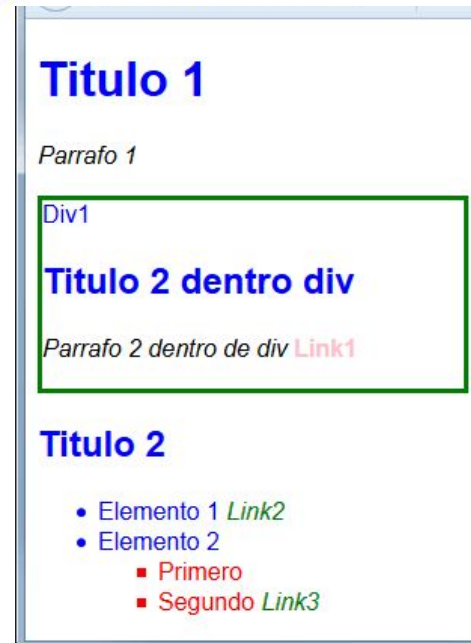 Titulo 1
Parrafo 1
Div1
Titulo 2 dentro div
Parrafo 2 dentro de div Link1
Titulo 2
Elemento 1 Link2
Elemento 2
Primero
Segundo Link3